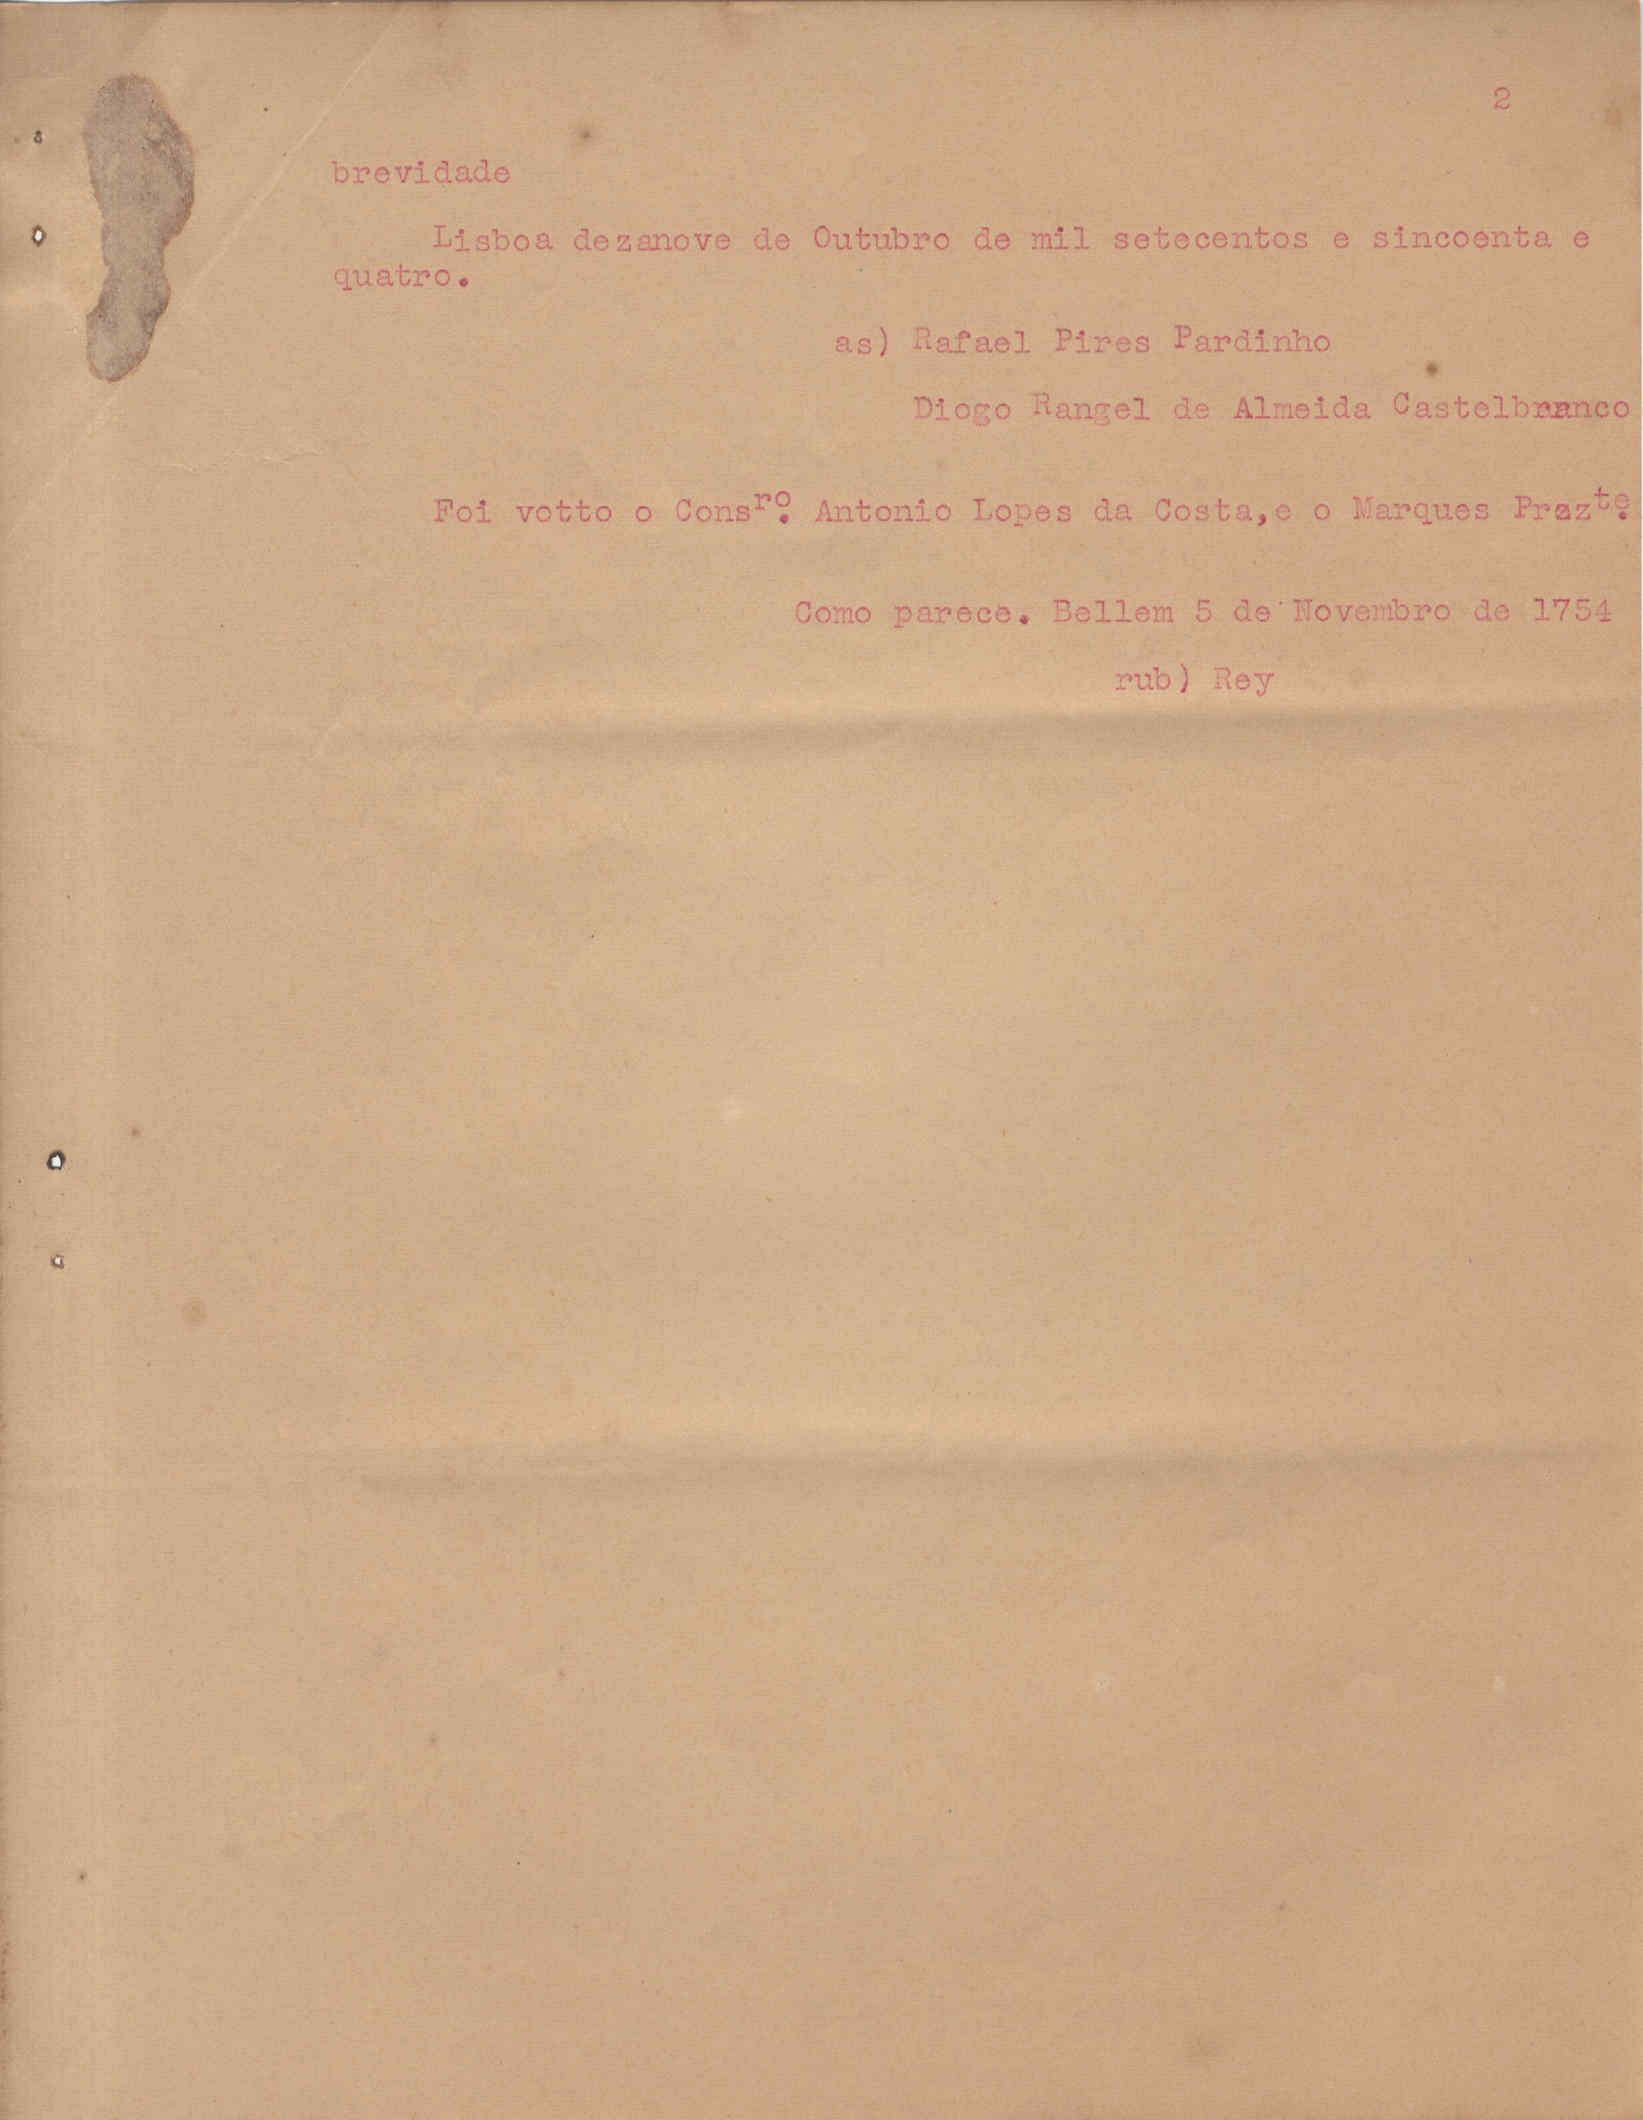 2
brevidade
Lisboa dezanove de Outubro de mil setecentos e sincoenta e
quatro.
as) Rafael Pires Pardinho
Diogo Rangel de Almeida Castelbranco
Foi votto o Consʳº. Antonio Lopes da Costa,e o Marques Prezᵗᵉ.
Como parece. Bellem 5 de Novembro de 1754
rub) Rey